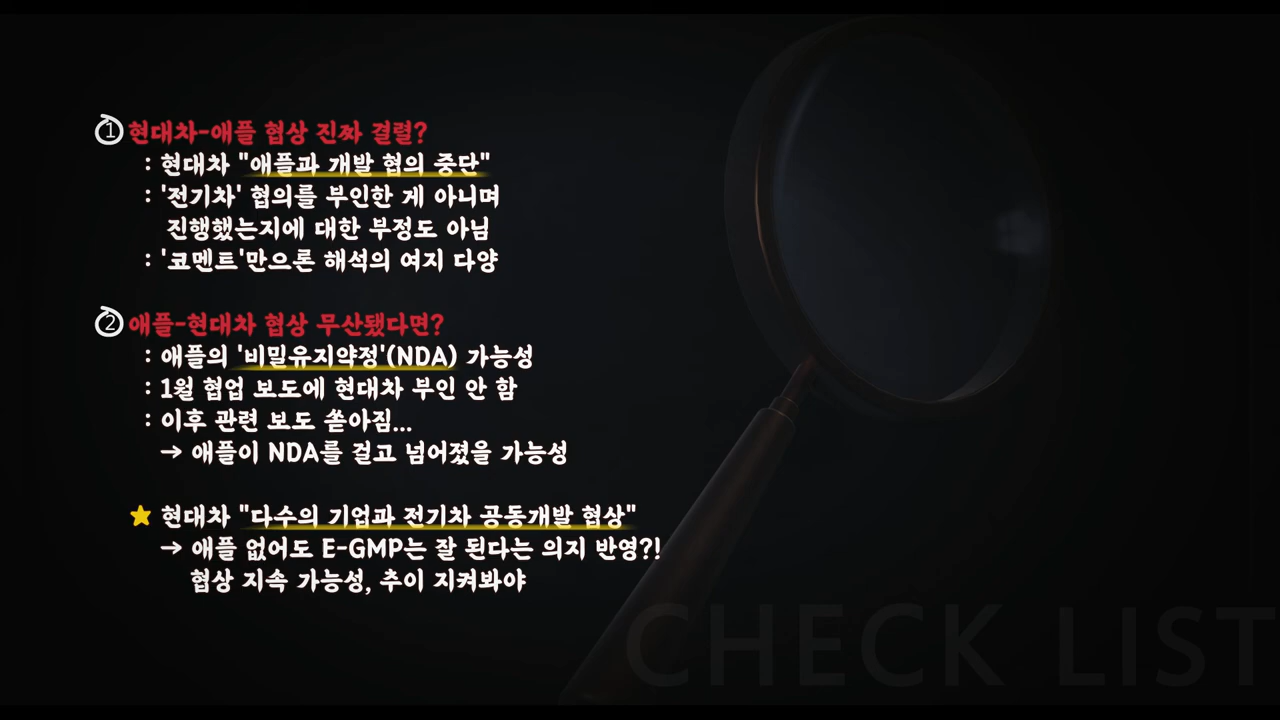 ① 현대차-애플 협상 진짜 결렬?
: 현대차 "애플과 개발 협의 중단"
: '전기차' 협의를 부인한 게 아니며
진행했는지에 대한 부정도 아님
: '코멘트'만으론 해석의 여지 다양
② 애플-현대차 협상 무산됐다면?
: 애플의 '비밀유지약정'(NDA) 가능성
: 1월 협업 보도에 현대차 부인 안 함
: 이후 관련 보도 쏟아짐...
→ 애플이 NDA를 걸고 넘어졌을 가능성
★ 현대차 "다수의 기업과 전기차 공동개발 협상"
→ 애플 없어도 E-GMP는 잘 된다는 의지 반영?!
협상 지속 가능성, 추이 지켜봐야
CHECK LIST